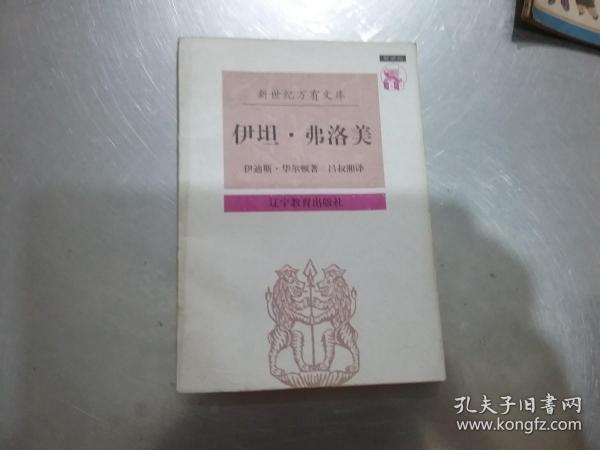 新世纪万有文库
伊坦·弗洛美
伊迪斯·华尔顿著 吕叔湘译
辽宁教育出版社
孔夫子旧书网
www.kongfz.com